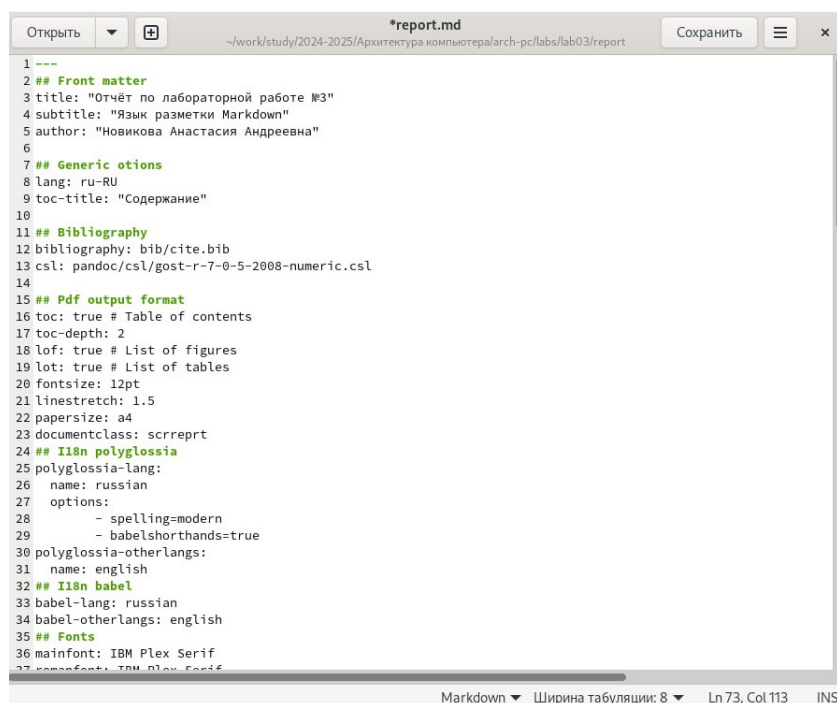 Открыть
*report.md
~/work/study/2024-2025/Архитектура компьютера/arch-pc/labs/lab03/report
Сохранить
1 ---
2 ## Front matter
3 title: "Отчёт по лабораторной работе №3"
4 subtitle: "Язык разметки Markdown"
5 author: "Новикова Анастасия Андреевна"
6
7 ## Generic otions
8 lang: ru-RU
9 toc-title: "Содержание"
10
11 ## Bibliography
12 bibliography: bib/cite.bib
13 csl: pandoc/csl/gost-r-7-0-5-2008-numeric.csl
14
15 ## Pdf output format
16 toc: true # Table of contents
17 toc-depth: 2
18 lof: true # List of figures
19 lot: true # List of tables
20 fontsize: 12pt
21 linestretch: 1.5
22 papersize: a4
23 documentclass: scrreprt
24 ## I18n polyglossia
25 polyglossia-lang:
26   name: russian
27   options:
28         - spelling=modern
29         - babelshorthands=true
30 polyglossia-otherlangs:
31   name: english
32 ## I18n babel
33 babel-lang: russian
34 babel-otherlangs: english
35 ## Fonts
36 mainfont: IBM Plex Serif
37 romanfont: IBM Plex Serif
Markdown Ширина табуляции: 8 Ln 73, Col 113 INS